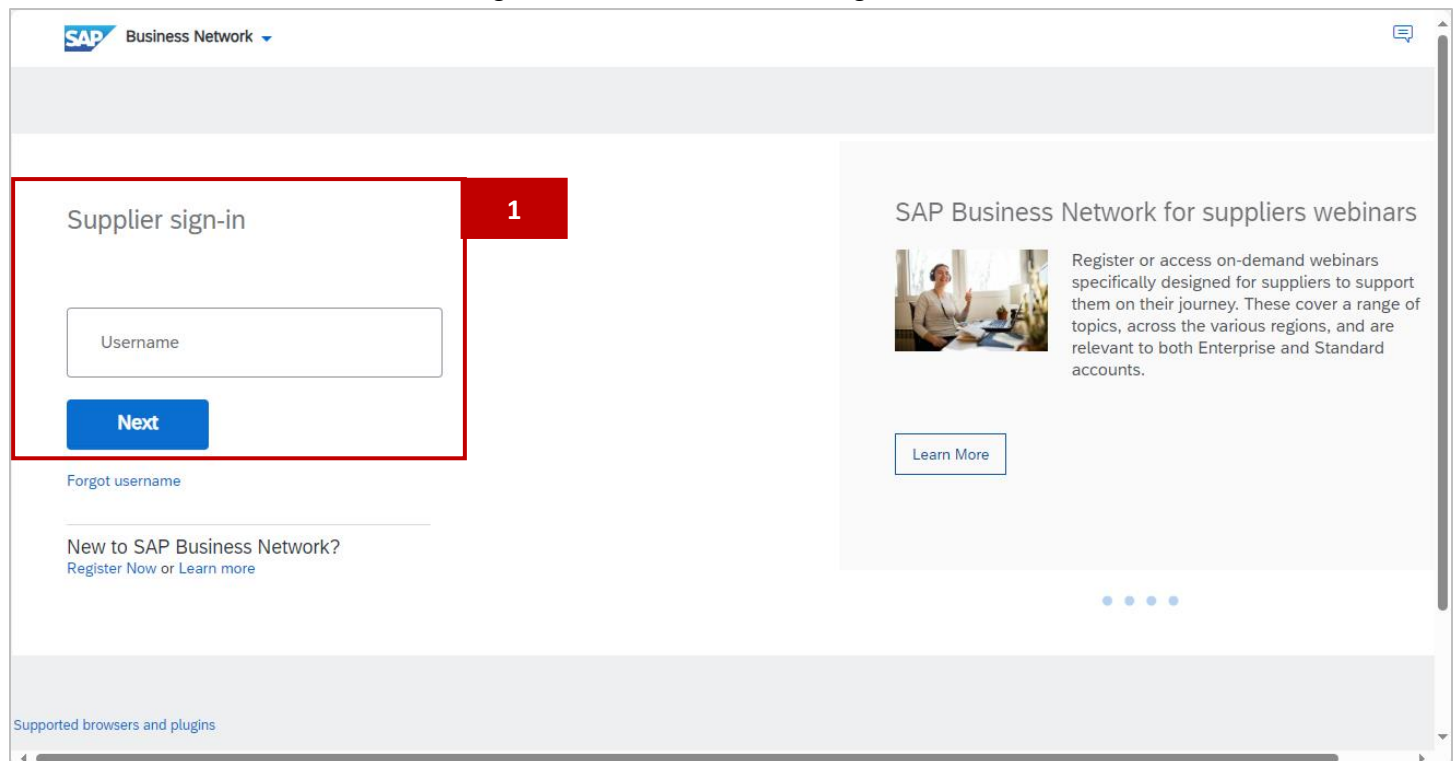 SAP Business Network
Supplier sign-in
1
Username
Next
Forgot username
New to SAP Business Network?
Register Now or Learn more
SAP Business Network for suppliers webinars
Register or access on-demand webinars
specifically designed for suppliers to support
them on their journey. These cover a range of
topics, across the various regions, and are
relevant to both Enterprise and Standard
accounts.
Learn More
Supported browsers and plugins